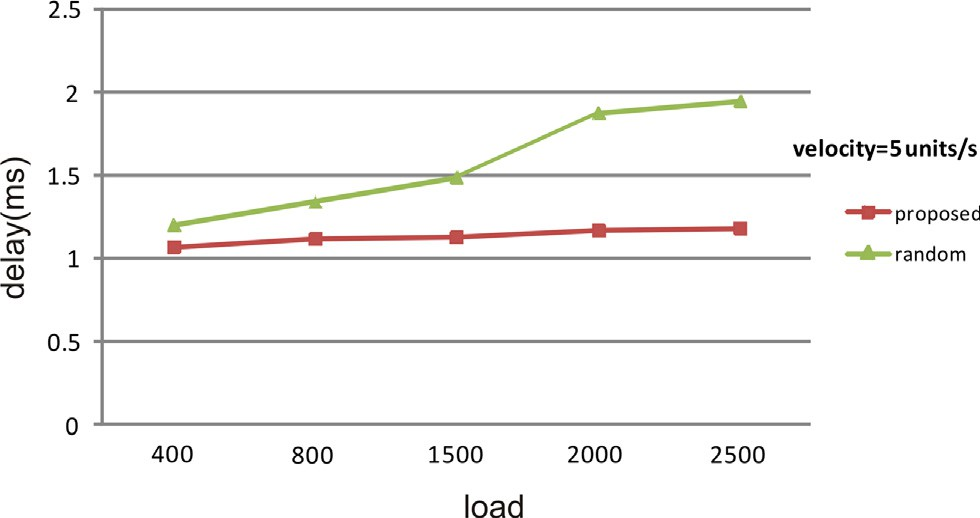 2.5
2
1.5
1
0.5
0
delay(ms)
400 800 1500 2000 2500
load
velocity=5 units/s
proposed
random